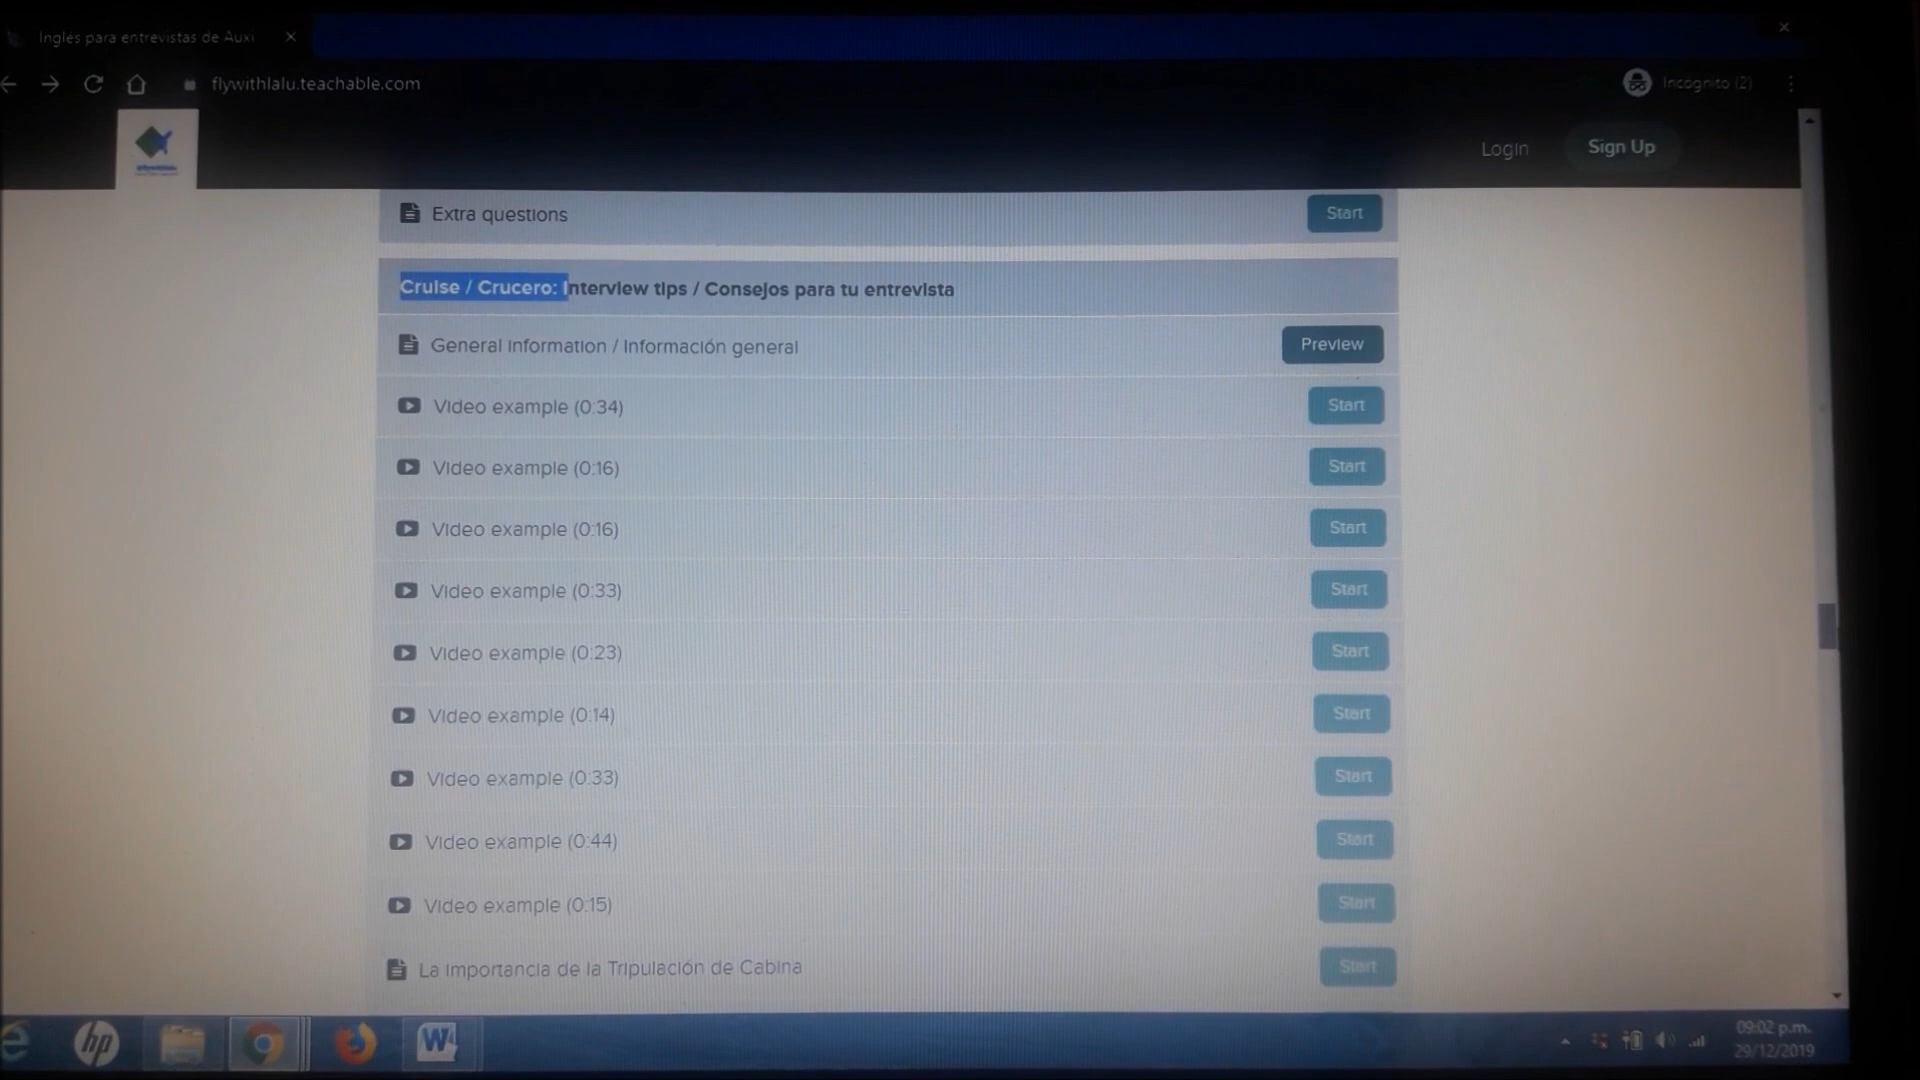 Inglés para entrevistas de Auxi
flywithlalu.teachable.com
Incognito (2)
Login
Sign Up
Extra questions
Start
Cruise / Crucero: Interview tips / Consejos para tu entrevista
General information / Información general
Preview
Video example (0:34)
Start
Video example (0:16)
Start
Video example (0:16)
Start
Video example (0:33)
Start
Video example (0:23)
Start
Video example (0:14)
Start
Video example (0:33)
Start
Video example (0:44)
Start
Video example (0:15)
Start
La importancia de la Tripulación de Cabina
Start
hp
W
09:02 p.m.
29/12/2019